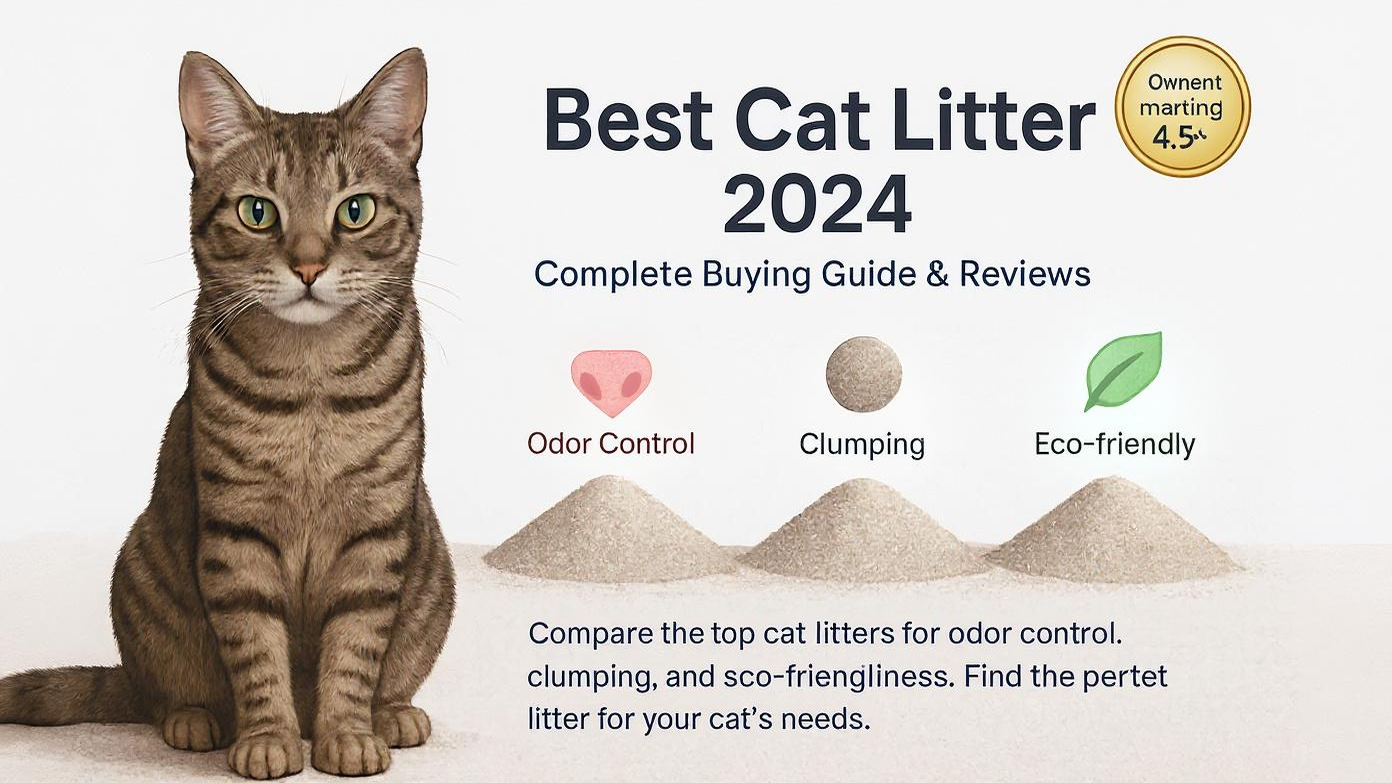 Best Cat Litter
2024
Complete Buying Guide & Reviews
Ownent
marting
4.5
Odor Control
Clumping
Eco-friendly
Compare the top cat litters for odor control.
clumping, and sco-friengliness. Find the pertet
litter for your cat's needs.